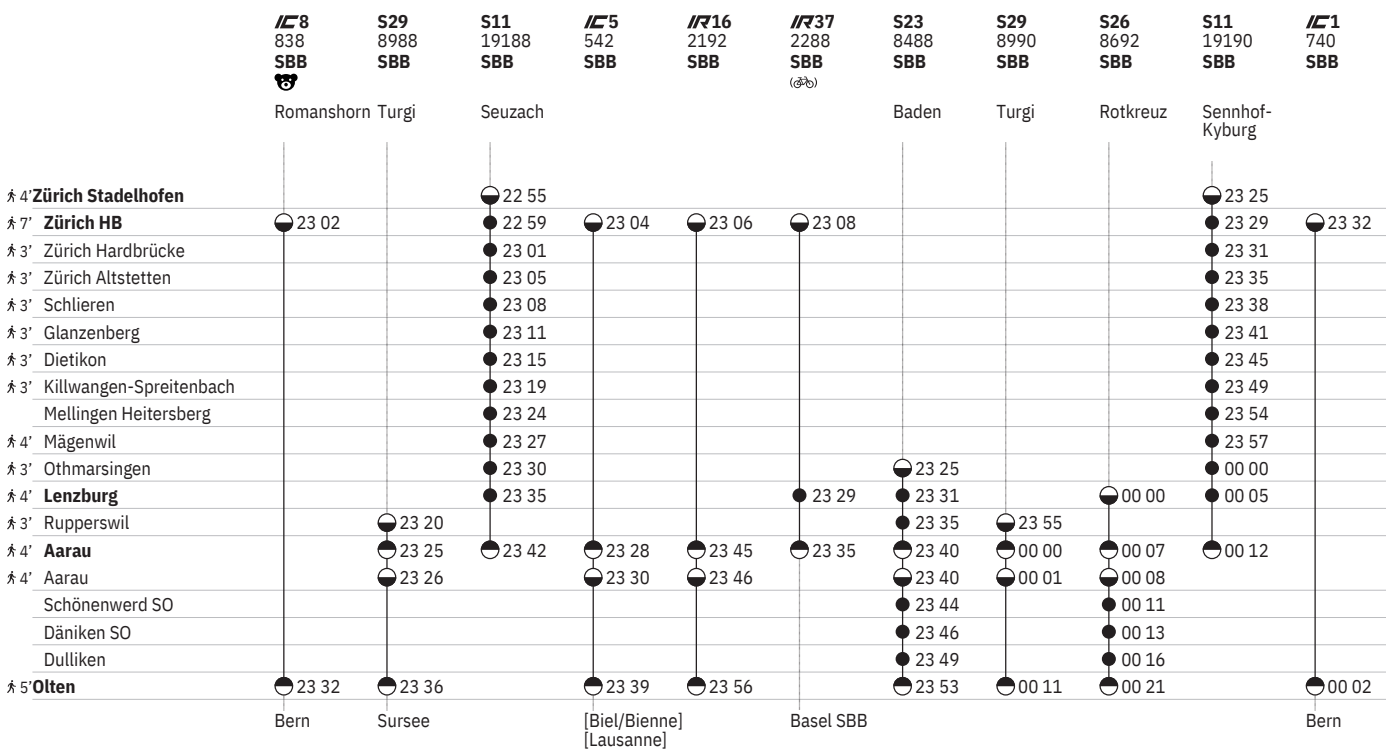 IC8 S29 S11 IC5 IR16 IR37 S23 S29 S26 S11 IC1
838 8988 19188 542 2192 2288 8488 8990 8692 19190 740
SBB SBB SBB SBB SBB SBB SBB SBB SBB SBB SBB
Romanshorn Turgi Seuzach Baden Turgi Rotkreuz Sennhof-
Kyburg
4' Zürich Stadelhofen 22 55 23 25
7' Zürich HB 23 02 22 59 23 04 23 06 23 08 23 29 23 32
3' Zürich Hardbrücke 23 01 23 31
3' Zürich Altstetten 23 05 23 35
3' Schlieren 23 08 23 38
3' Glanzenberg 23 11 23 41
3' Dietikon 23 15 23 45
3' Killwangen-Spreitenbach 23 19 23 49
Mellingen Heitersberg 23 24 23 54
4' Mägenwil 23 27 23 57
3' Othmarsingen 23 30 23 25 00 00
4' Lenzburg 23 35 23 29 23 31 00 00 00 05
3' Rupperswil 23 20 23 35 23 55
4' Aarau 23 25 23 42 23 28 23 45 23 35 23 40 00 00 00 07 00 12
4' Aarau 23 26 23 30 23 46 23 40 00 01 00 08
Schönenwerd SO 23 44 00 11
Däniken SO 23 46 00 13
Dulliken 23 49 00 16
5' Olten 23 32 23 36 23 39 23 56 23 53 00 11 00 21 00 02
Bern Sursee [Biel/Bienne] Basel SBB Bern
[Lausanne]